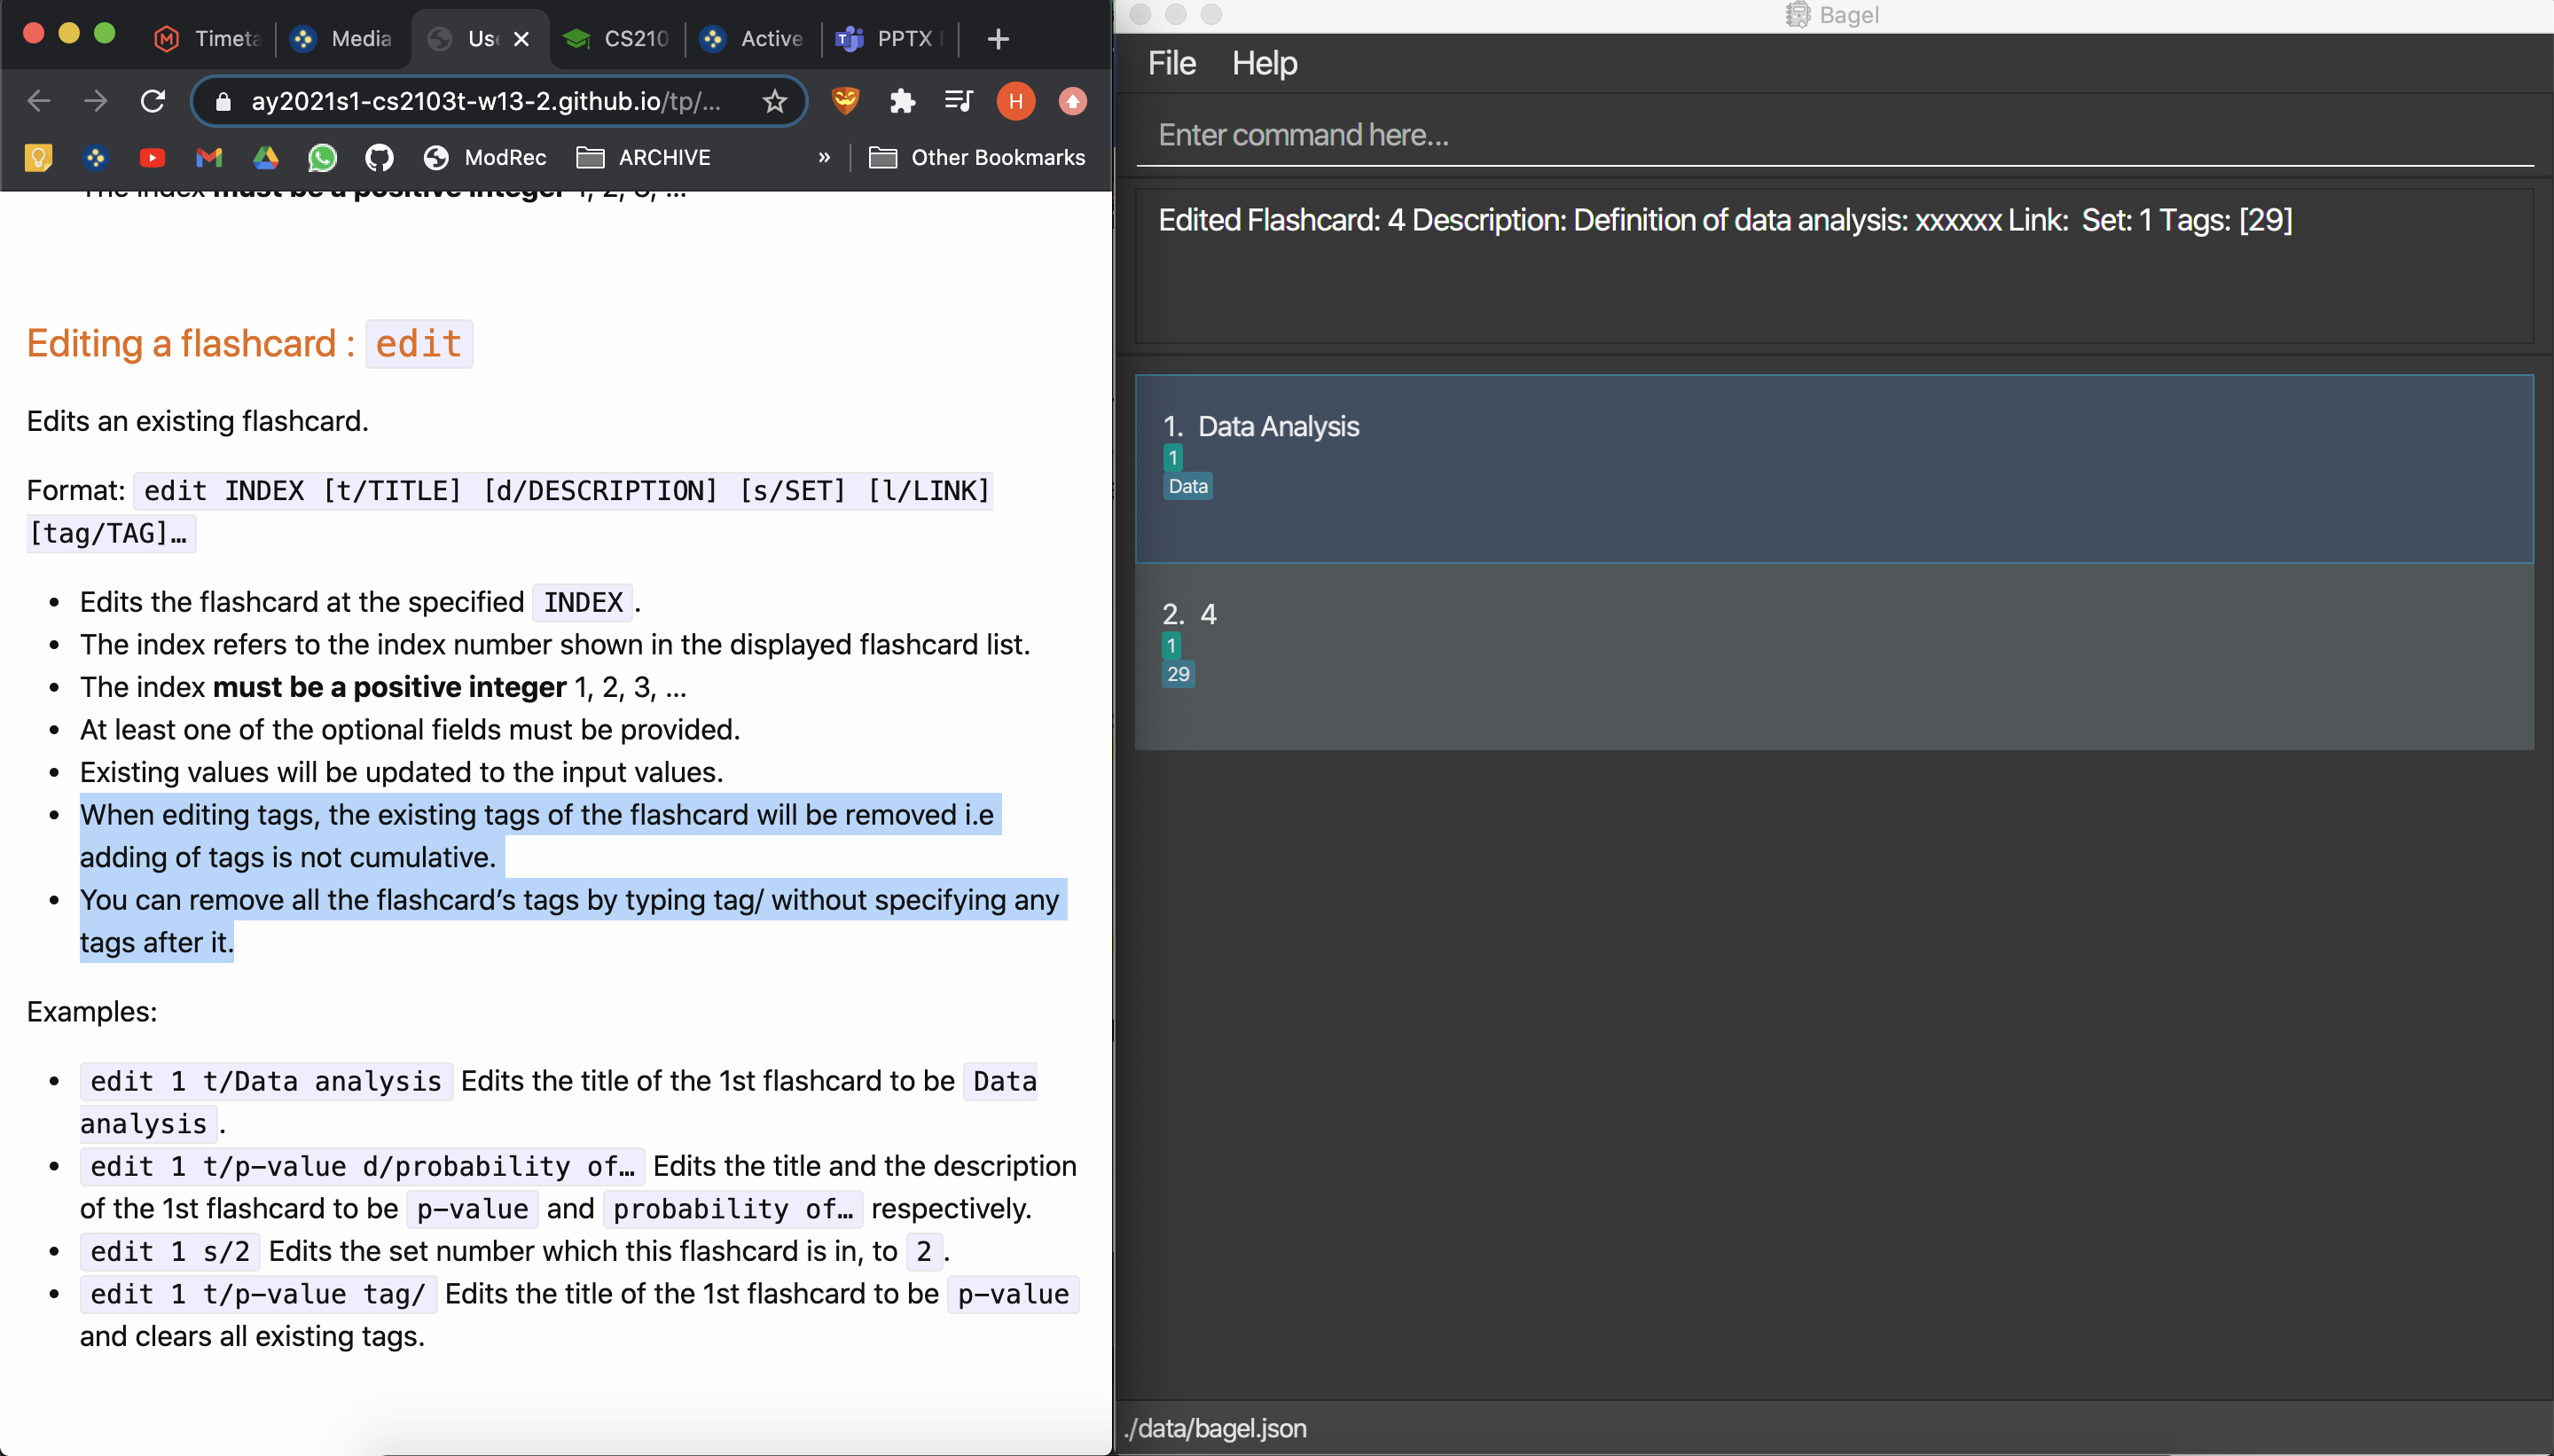 Timeta
Media
Use
CS210
Active
PPTX
ay2021s1-cs2103t-w13-2.github.io/tp/...
H
ModRec
ARCHIVE
»
Other Bookmarks
The index must be a positive integer 1, 2, 3, …
Editing a flashcard : edit
Edits an existing flashcard.
Format: edit INDEX [t/TITLE] [d/DESCRIPTION] [s/SET] [l/LINK]
[tag/TAG]…
• Edits the flashcard at the specified INDEX .
• The index refers to the index number shown in the displayed flashcard list.
• The index must be a positive integer 1, 2, 3, …
• At least one of the optional fields must be provided.
• Existing values will be updated to the input values.
• When editing tags, the existing tags of the flashcard will be removed i.e
adding of tags is not cumulative.
• You can remove all the flashcard’s tags by typing tag/ without specifying any
tags after it.
Examples:
• edit 1 t/Data analysis Edits the title of the 1st flashcard to be Data
analysis .
• edit 1 t/p-value d/probability of… Edits the title and the description
of the 1st flashcard to be p-value and probability of… respectively.
• edit 1 s/2 Edits the set number which this flashcard is in, to 2 .
• edit 1 t/p-value tag/ Edits the title of the 1st flashcard to be p-value
and clears all existing tags.
Bagel
File Help
Enter command here...
Edited Flashcard: 4 Description: Definition of data analysis: xxxxxx Link:  Set: 1 Tags: [29]
1. Data Analysis
1
Data
2. 4
1
29
./data/bagel.json